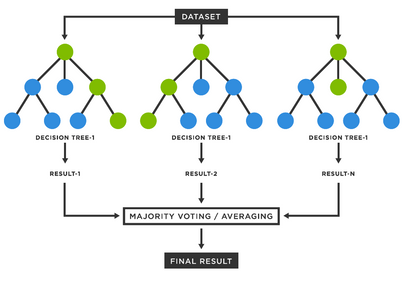 DATASET
DECISION TREE-1 DECISION TREE-1 DECISION TREE-1
RESULT-1 RESULT-2 RESULT-N
MAJORITY VOTING / AVERAGING
FINAL RESULT